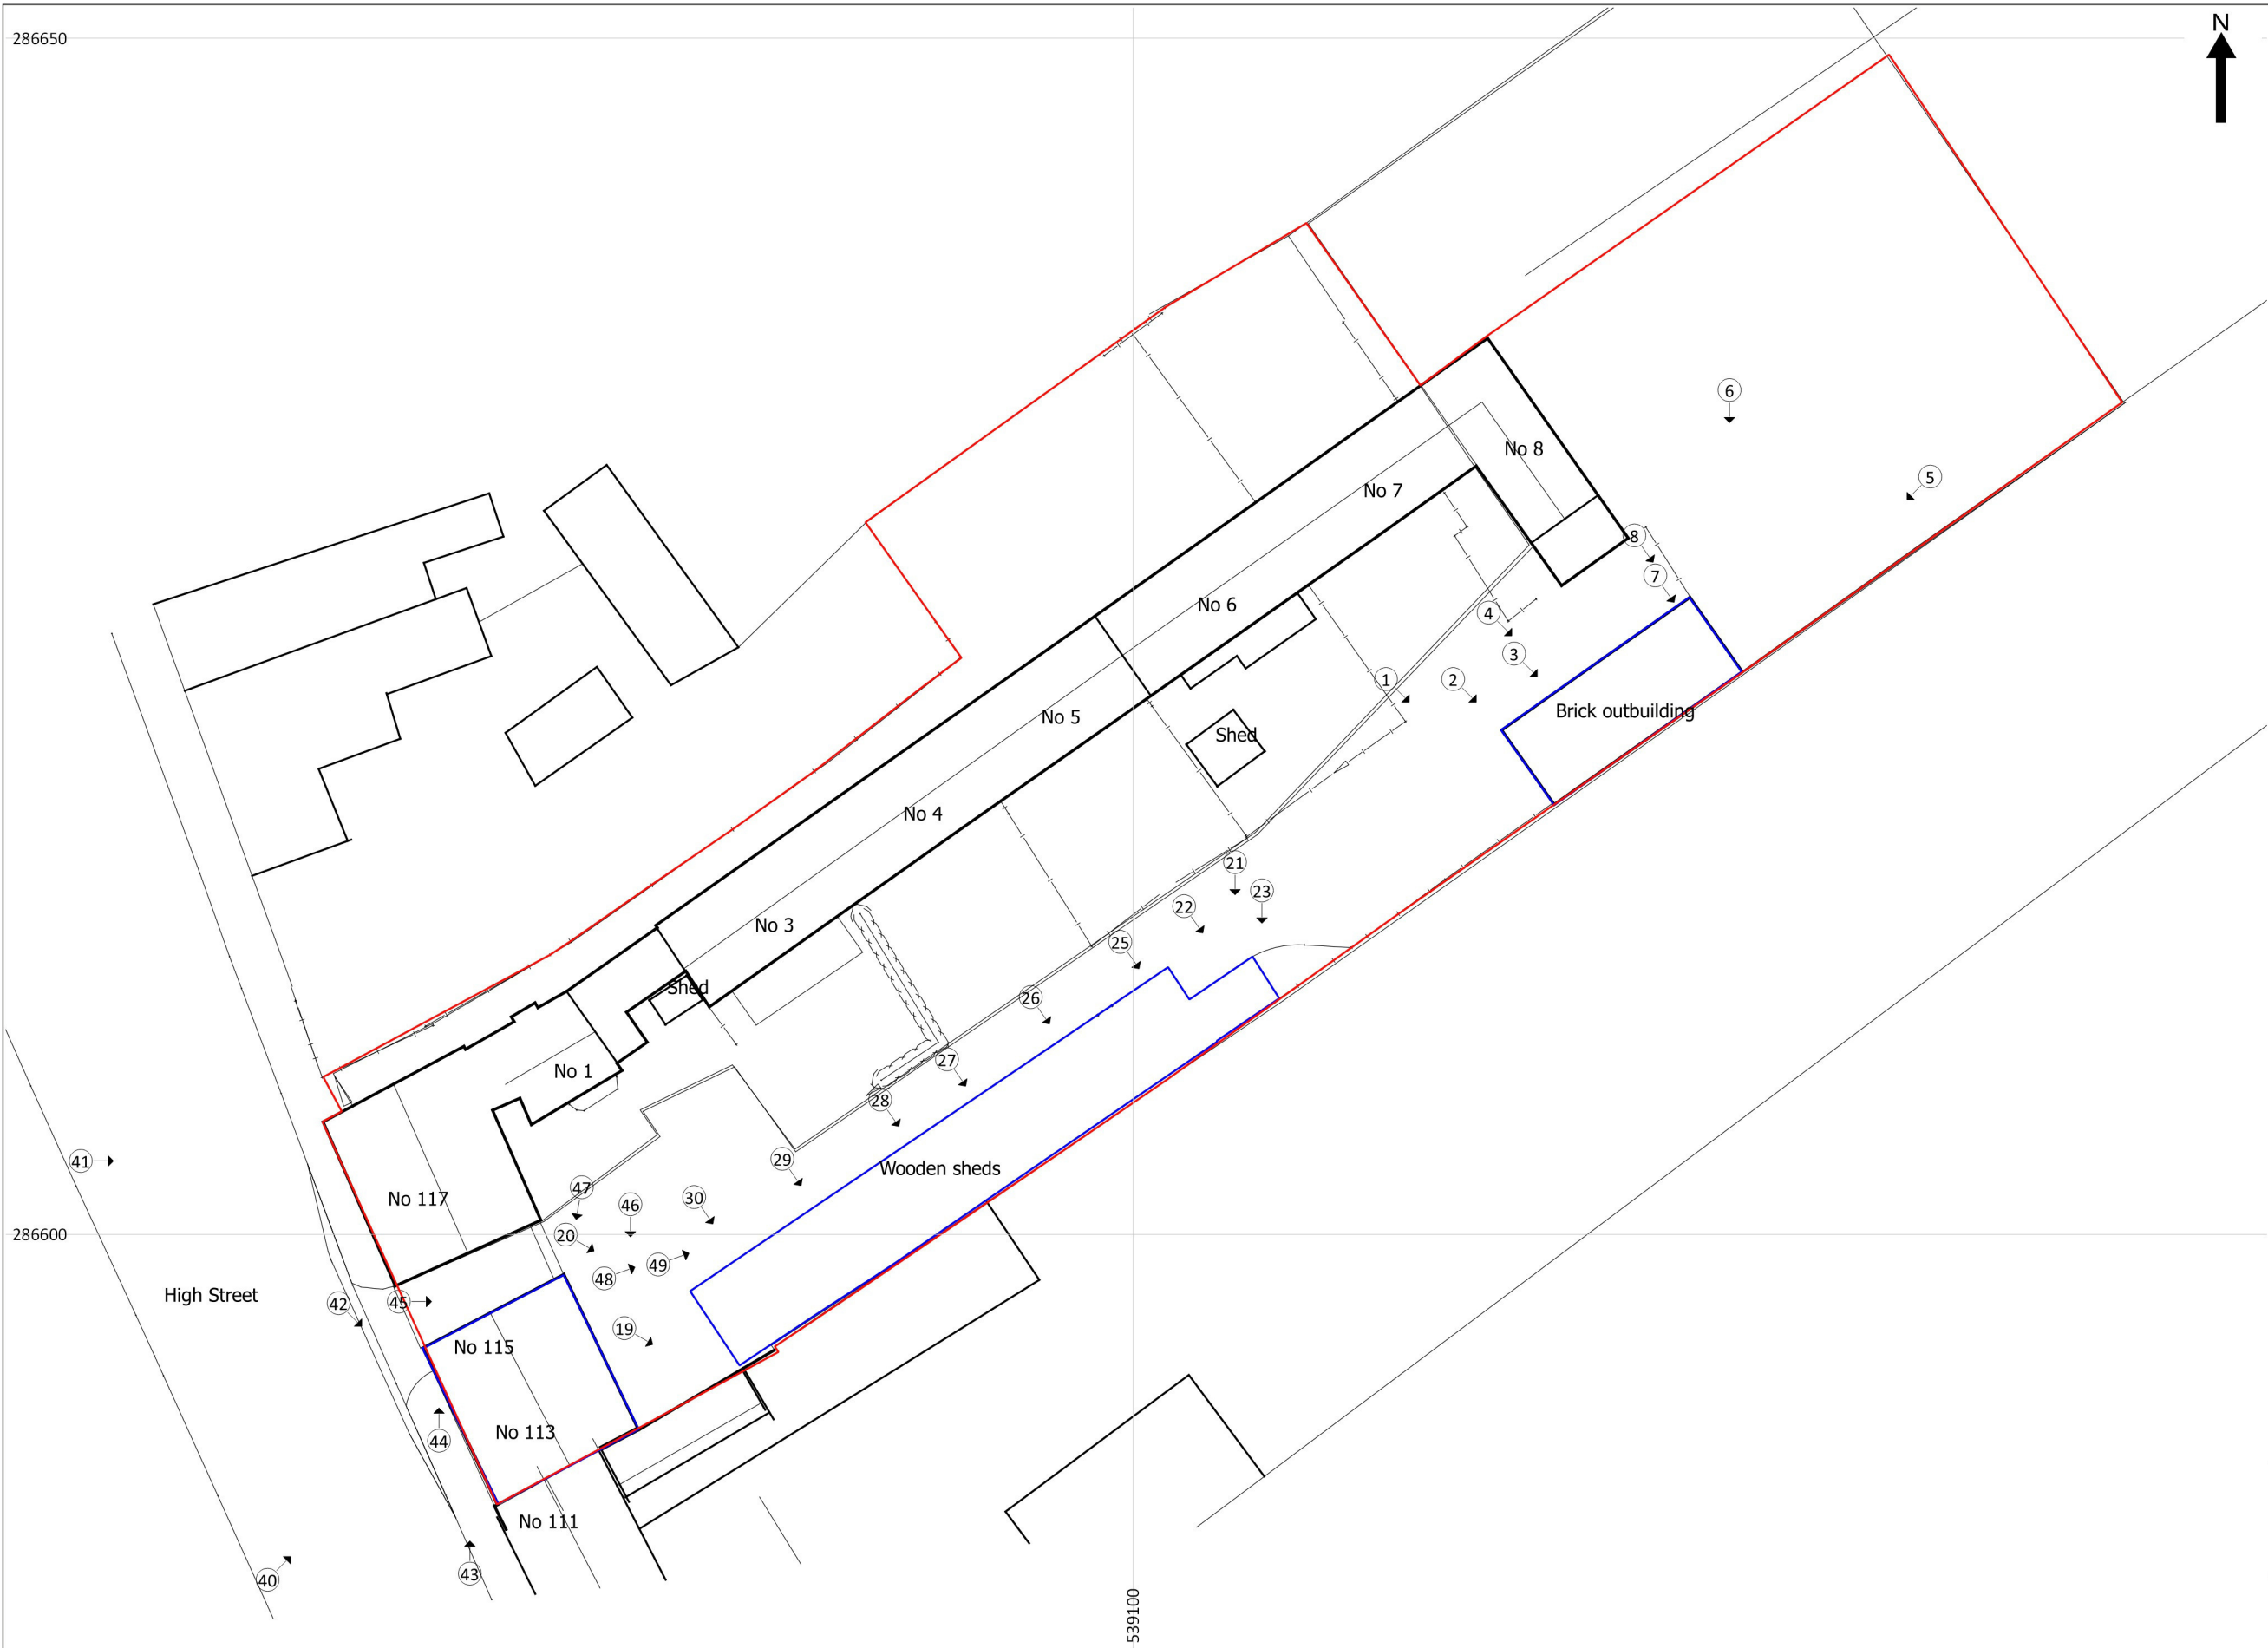 N
286650
6
No 8
5
No 7
8
7
No 6
4
3
1
2
No 5
Brick outbuilding
Shed
No 4
21
23
22
No 3
25
Shed
26
27
No 1
28
29
Wooden sheds
41
47
30
No 117
46
286600
20
49
48
High Street
45
42
19
No 115
No 113
44
No 111
43
40
539100